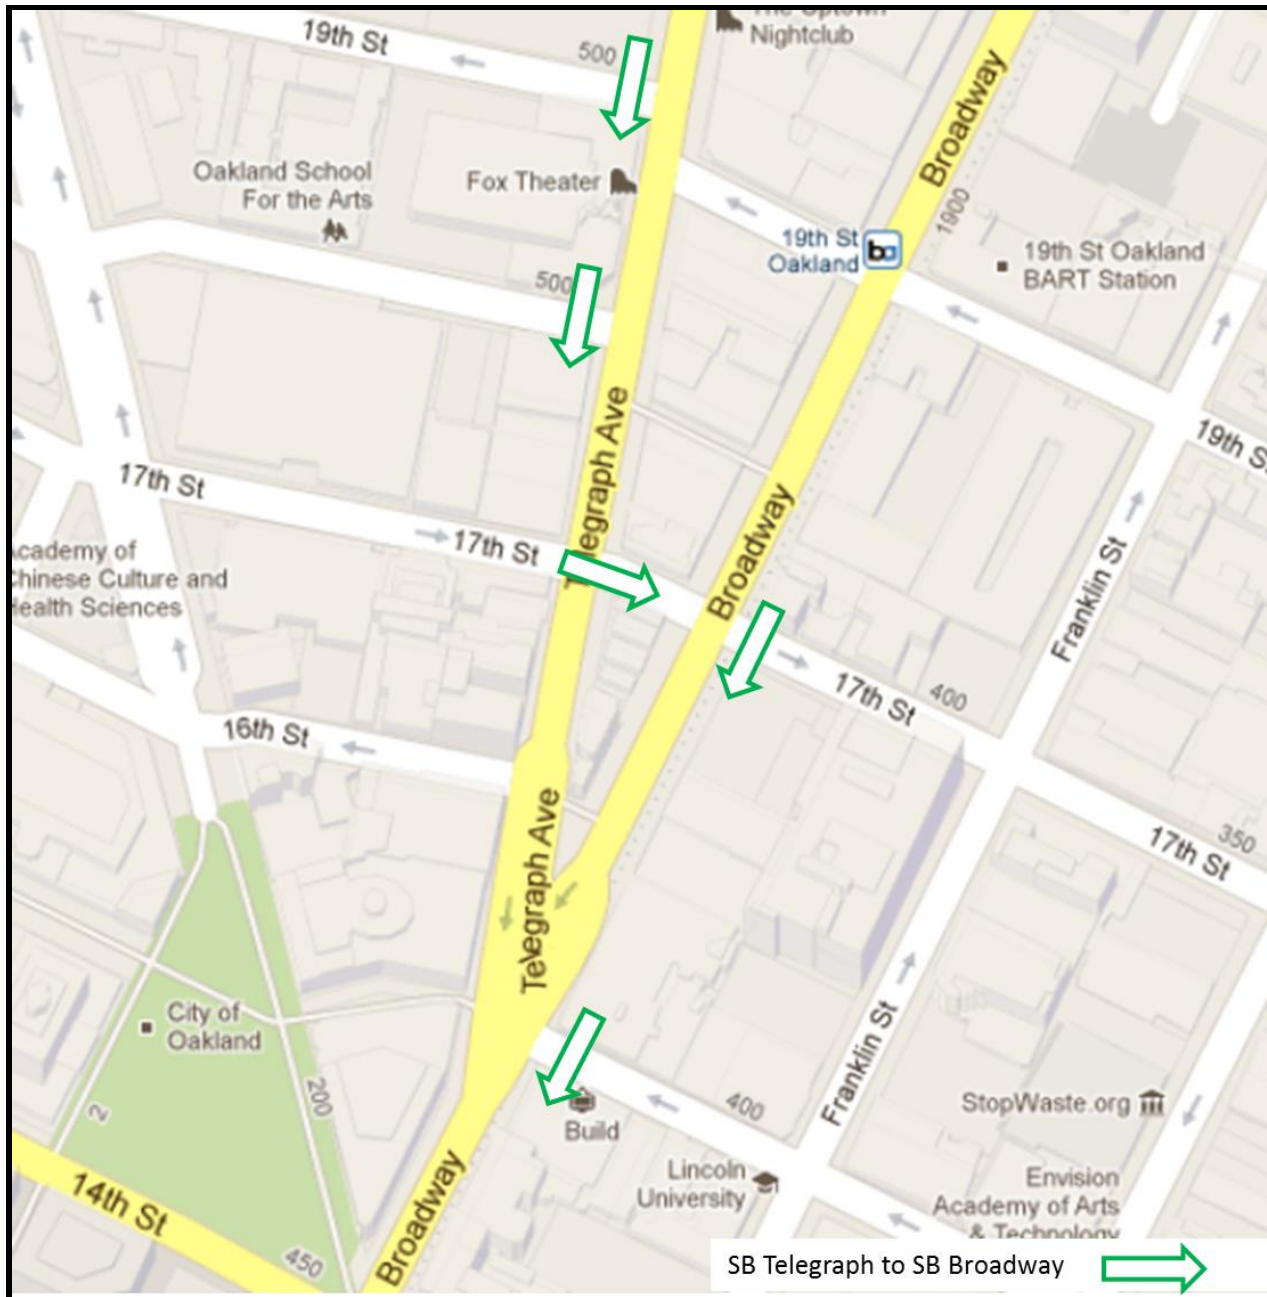 The Uptown
Nightclub
19th St
500
Broadway
Oakland School
For the Arts
Fox Theater
1900
19th St
Oakland
19th St Oakland
BART Station
500
Telegraph Ave
19th S
17th St
17th St
Broadway
Franklin St
Academy of
Chinese Culture and
Health Sciences
17th St
400
16th St
Telegraph Ave
350
17th St
City of
Oakland
Franklin St
200
2
400
StopWaste.org
Build
Lincoln
University
Envision
Academy of Arts
& Technology
14th St
450
Broadway
SB Telegraph to SB Broadway